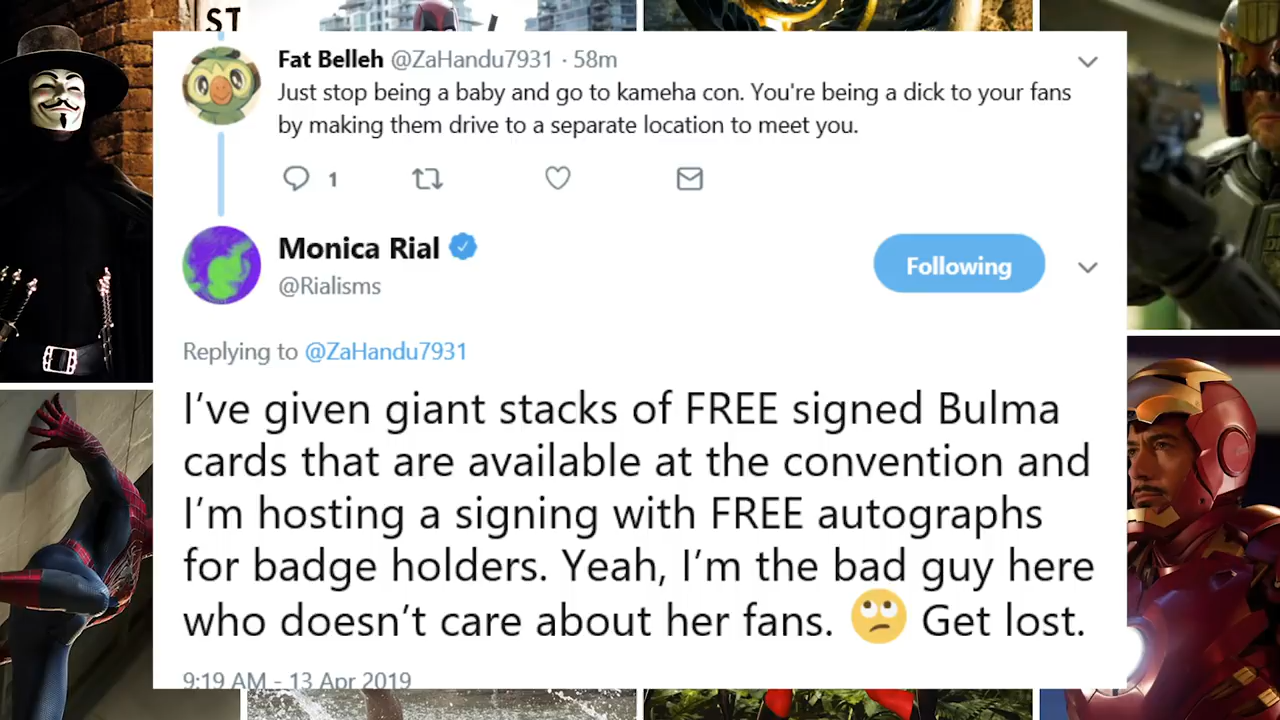 ST
Fat Belleh @ZaHandu7931 · 58m
Just stop being a baby and go to kameha con. You're being a dick to your fans
by making them drive to a separate location to meet you.
1
Monica Rial
@Rialisms
Following
Replying to @ZaHandu7931
I've given giant stacks of FREE signed Bulma
cards that are available at the convention and
I'm hosting a signing with FREE autographs
for badge holders. Yeah, I'm the bad guy here
who doesn't care about her fans. 🙄 Get lost.
9:19 AM - 13 Apr 2019